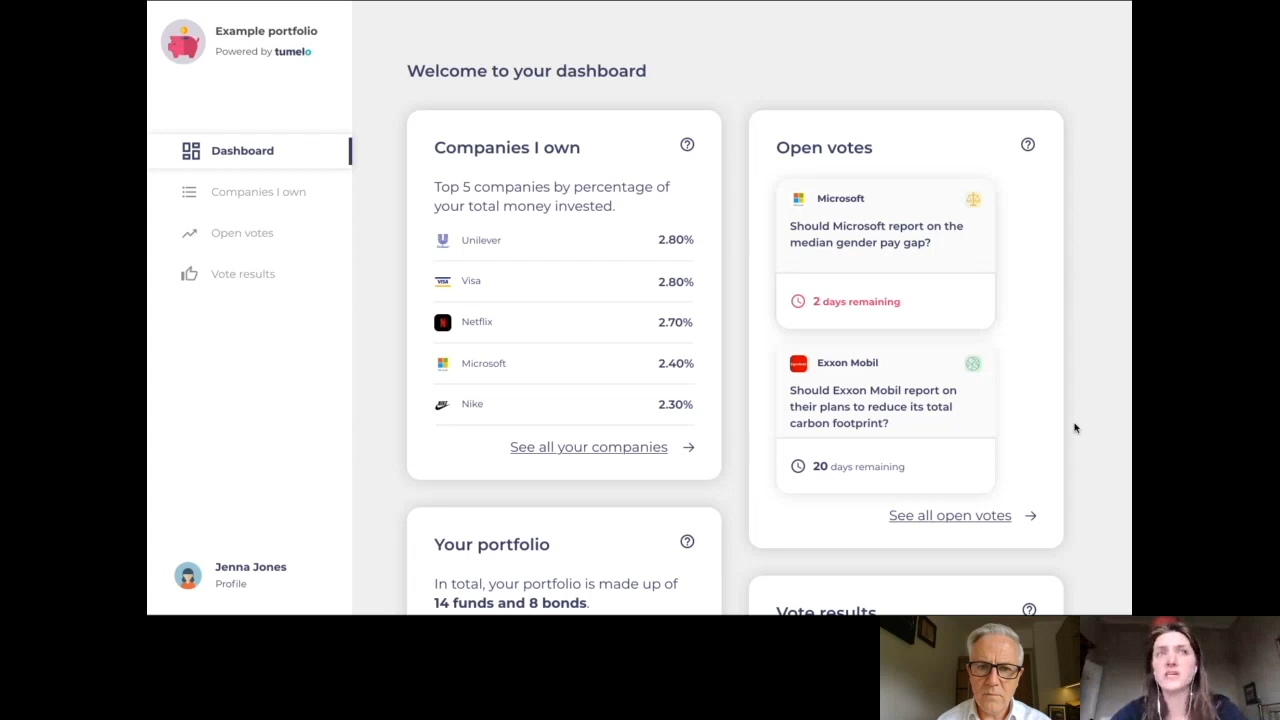 Example portfolio
Powered by tumelo
Dashboard
Companies I own
Open votes
Vote results
Jenna Jones
Profile
Welcome to your dashboard
Companies I own
Top 5 companies by percentage of
your total money invested.
Unilever 2.80%
VISA Visa 2.80%
N Netflix 2.70%
Microsoft 2.40%
Nike 2.30%
See all your companies
Your portfolio
In total, your portfolio is made up of
14 funds and 8 bonds.
Open votes
Microsoft
Should Microsoft report on the
median gender pay gap?
2 days remaining
Exxon Mobil
Should Exxon Mobil report on
their plans to reduce its total
carbon footprint?
20 days remaining
See all open votes
Vote results